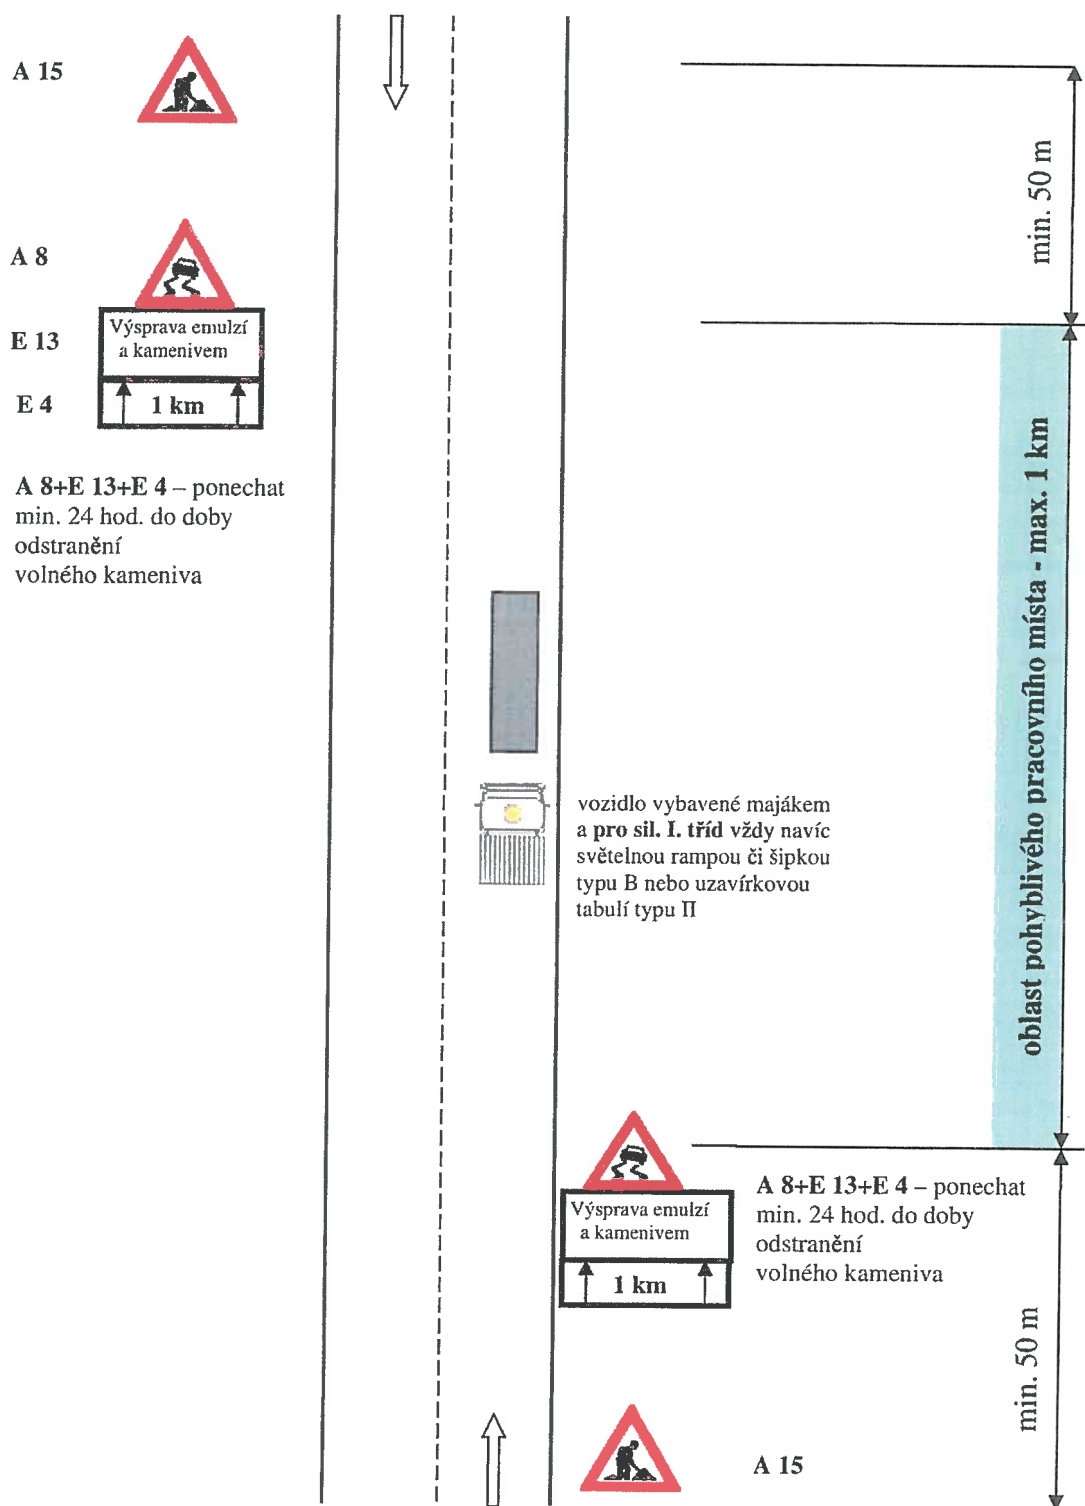 A 15
min. 50 m
A 8
E 13
Výsprava emulzí
a kamenivem
E 4
1 km
A 8+E 13+E 4 – ponechat
min. 24 hod. do doby
odstranění
volného kameniva
oblast pohyblivého pracovního místa - max. 1 km
vozidlo vybavené majákem
a pro sil. I. tříd vždy navíc
světelnou rampou či šipkou
typu B nebo uzavírkovou
tabulí typu II
Výsprava emulzí
a kamenivem
1 km
A 8+E 13+E 4 – ponechat
min. 24 hod. do doby
odstranění
volného kameniva
min. 50 m
A 15